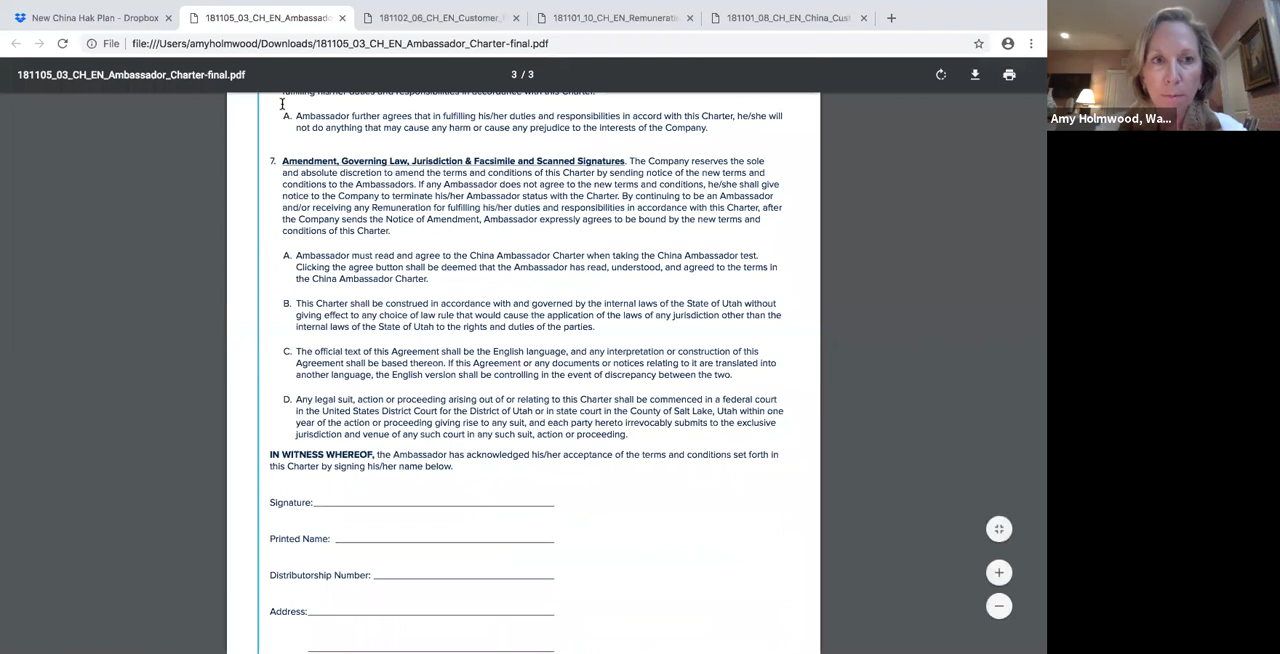 New China Hak Plan - Dropbox
181105_03_CH_EN_Ambassado
181102_06_CH_EN_Customer_
181101_10_CH_EN_Remunerati
181101_08_CH_EN_China_Cust
File
file:///Users/amyholmwood/Downloads/181105_03_CH_EN_Ambassador_Charter-final.pdf
181105_03_CH_EN_Ambassador_Charter-final.pdf
3 / 3
Amy Holmwood, Wa...
fulfilling his/her duties and responsibilities in accordance with this Charter.
A. Ambassador further agrees that in fulfilling his/her duties and responsibilities in accord with this Charter, he/she will
not do anything that may cause any harm or cause any prejudice to the interests of the Company.
7. Amendment, Governing Law, Jurisdiction & Facsimile and Scanned Signatures. The Company reserves the sole
and absolute discretion to amend the terms and conditions of this Charter by sending notice of the new terms and
conditions to the Ambassadors. If any Ambassador does not agree to the new terms and conditions, he/she shall give
notice to the Company to terminate his/her Ambassador status with the Charter. By continuing to be an Ambassador
and/or receiving any Remuneration for fulfilling his/her duties and responsibilities in accordance with this Charter, after
the Company sends the Notice of Amendment, Ambassador expressly agrees to be bound by the new terms and
conditions of this Charter.
A. Ambassador must read and agree to the China Ambassador Charter when taking the China Ambassador test.
Clicking the agree button shall be deemed that the Ambassador has read, understood, and agreed to the terms in
the China Ambassador Charter.
B. This Charter shall be construed in accordance with and governed by the internal laws of the State of Utah without
giving effect to any choice of law rule that would cause the application of the laws of any jurisdiction other than the
internal laws of the State of Utah to the rights and duties of the parties.
C. The official text of this Agreement shall be the English language, and any interpretation or construction of this
Agreement shall be based thereon. If this Agreement or any documents or notices relating to it are translated into
another language, the English version shall be controlling in the event of discrepancy between the two.
D. Any legal suit, action or proceeding arising out of or relating to this Charter shall be commenced in a federal court
in the United States District Court for the District of Utah or in state court in the County of Salt Lake, Utah within one
year of the action or proceeding giving rise to any suit, and each party hereto irrevocably submits to the exclusive
jurisdiction and venue of any such court in any such suit, action or proceeding.
IN WITNESS WHEREOF, the Ambassador has acknowledged his/her acceptance of the terms and conditions set forth in
this Charter by signing his/her name below.
Signature:
Printed Name:
Distributorship Number:
Address: